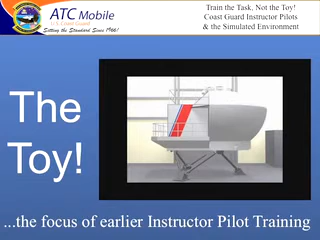 ATC Mobile
U.S. Coast Guard
Setting the Standard Since 1966!
Train the Task, Not the Toy!
Coast Guard Instructor Pilots
& the Simulated Environment
The
Toy!
...the focus of earlier Instructor Pilot Training